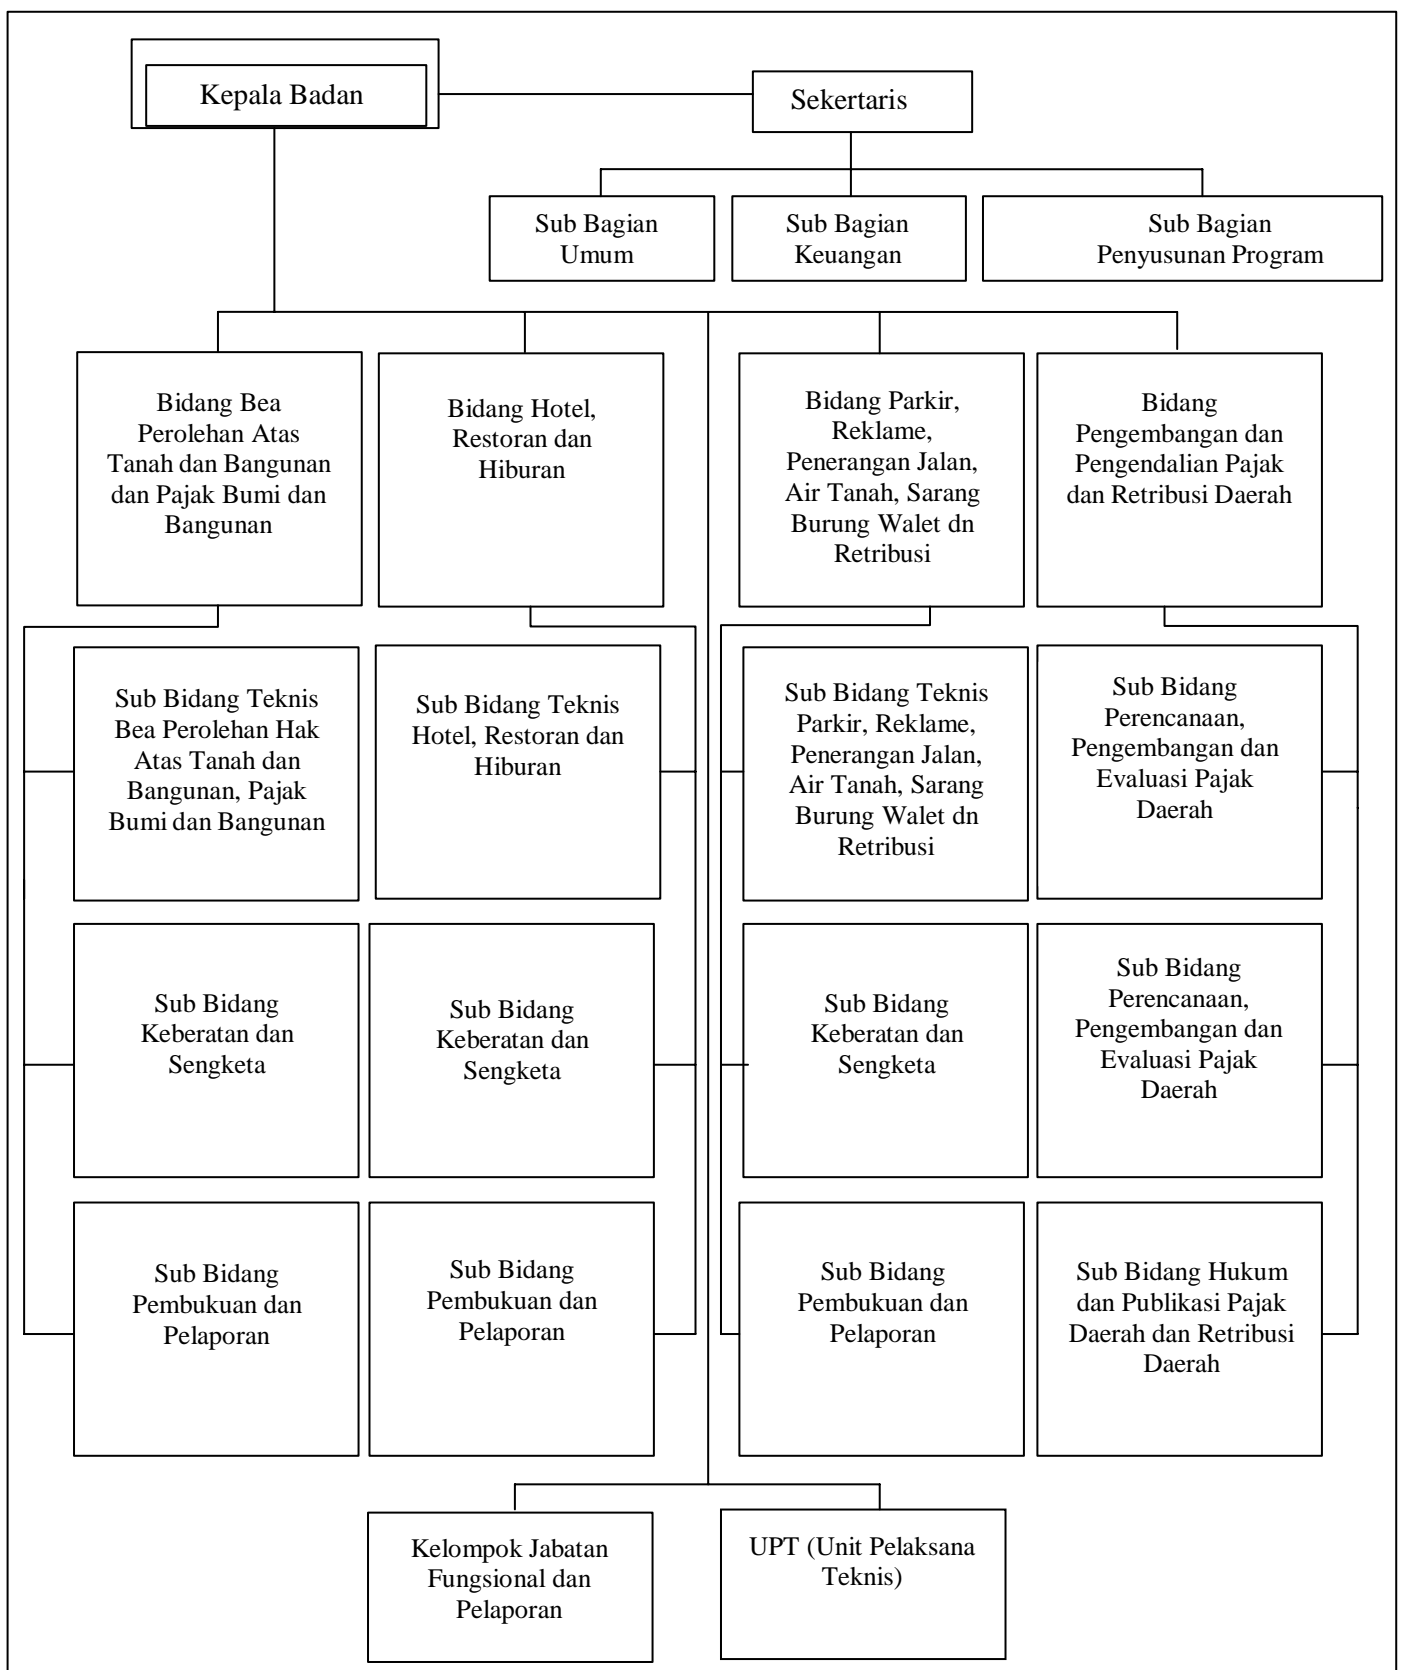 Kepala Badan
Sekertaris
Sub Bagian
Umum
Sub Bagian
Keuangan
Sub Bagian
Penyusunan Program
Bidang Bea
Perolehan Atas
Tanah dan Bangunan
dan Pajak Bumi dan
Bangunan
Bidang Hotel,
Restoran dan
Hiburan
Bidang Parkir,
Reklame,
Penerangan Jalan,
Air Tanah, Sarang
Burung Walet dn
Retribusi
Bidang
Pengembangan dan
Pengendalian Pajak
dan Retribusi Daerah
Sub Bidang Teknis
Bea Perolehan Hak
Atas Tanah dan
Bangunan, Pajak
Bumi dan Bangunan
Sub Bidang Teknis
Hotel, Restoran dan
Hiburan
Sub Bidang Teknis
Parkir, Reklame,
Penerangan Jalan,
Air Tanah, Sarang
Burung Walet dn
Retribusi
Sub Bidang
Perencanaan,
Pengembangan dan
Evaluasi Pajak
Daerah
Sub Bidang
Keberatan dan
Sengketa
Sub Bidang
Keberatan dan
Sengketa
Sub Bidang
Keberatan dan
Sengketa
Sub Bidang
Perencanaan,
Pengembangan dan
Evaluasi Pajak
Daerah
Sub Bidang
Pembukuan dan
Pelaporan
Sub Bidang
Pembukuan dan
Pelaporan
Sub Bidang
Pembukuan dan
Pelaporan
Sub Bidang Hukum
dan Publikasi Pajak
Daerah dan Retribusi
Daerah
Kelompok Jabatan
Fungsional dan
Pelaporan
UPT (Unit Pelaksana
Teknis)